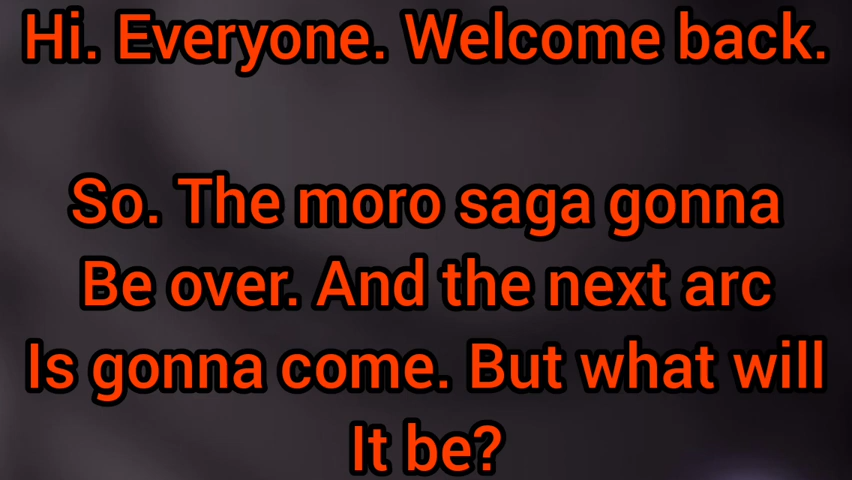 Hi. Everyone. Welcome back.
So. The moro saga gonna
Be over. And the next arc
Is gonna come. But what will
It be?